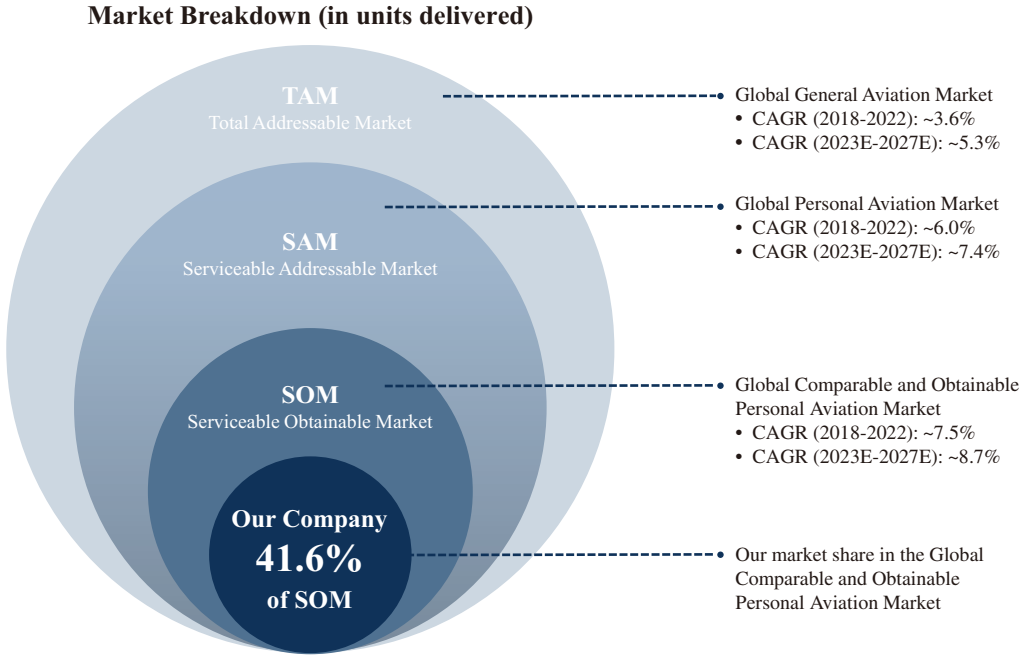 Market Breakdown (in units delivered)
TAM
Total Addressable Market
Global General Aviation Market
• CAGR (2018-2022): ~3.6%
• CAGR (2023E-2027E): ~5.3%
SAM
Serviceable Addressable Market
Global Personal Aviation Market
• CAGR (2018-2022): ~6.0%
• CAGR (2023E-2027E): ~7.4%
SOM
Serviceable Obtainable Market
Global Comparable and Obtainable
Personal Aviation Market
• CAGR (2018-2022): ~7.5%
• CAGR (2023E-2027E): ~8.7%
Our Company
41.6%
of SOM
Our market share in the Global
Comparable and Obtainable
Personal Aviation Market